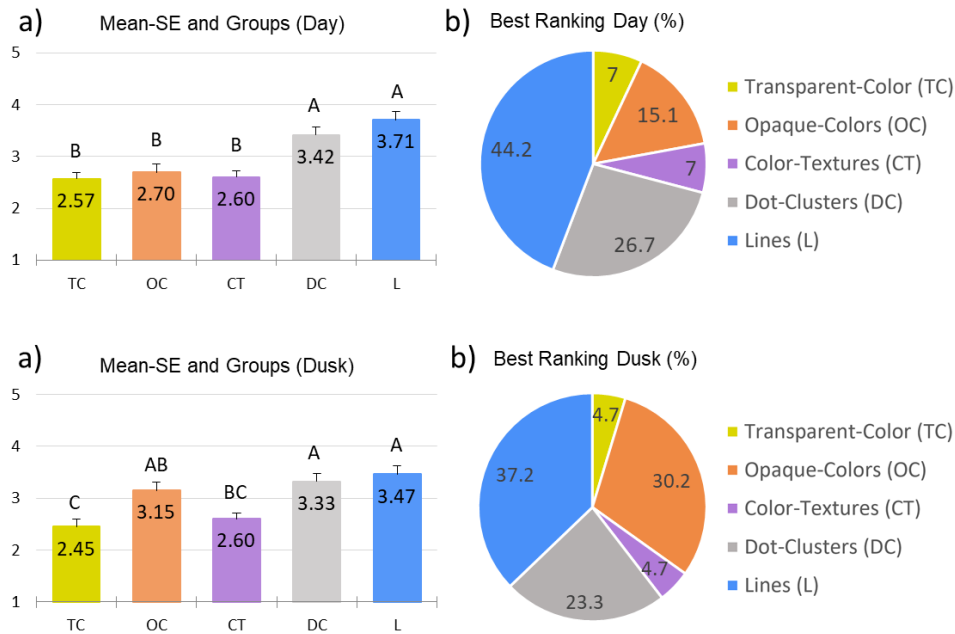 a)
Mean-SE and Groups (Day)
5
4
3
2
1
B
B
B
A
A
2.57
2.70
2.60
3.42
3.71
TC
OC
CT
DC
L
b)
Best Ranking Day (%)
7
15.1
7
26.7
44.2
Transparent-Color (TC)
Opaque-Colors (OC)
Color-Textures (CT)
Dot-Clusters (DC)
Lines (L)
a)
Mean-SE and Groups (Dusk)
5
4
3
2
1
C
AB
BC
A
A
2.45
3.15
2.60
3.33
3.47
TC
OC
CT
DC
L
b)
Best Ranking Dusk (%)
4.7
30.2
4.7
23.3
37.2
Transparent-Color (TC)
Opaque-Colors (OC)
Color-Textures (CT)
Dot-Clusters (DC)
Lines (L)